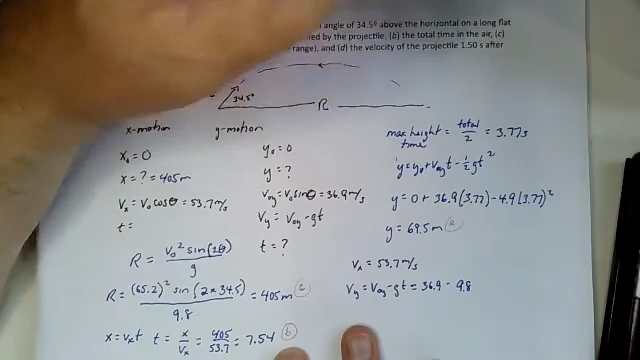 angle of 34.5º above the horizontal on a long flat
ned by the projectile, (b) the total time in the air, (c)
range), and (d) the velocity of the projectile 1.50 s after
34.5º
R
x-motion
x₀ = 0
x = ? = 405m
Vₓ = V₀cosθ = 53.7m/s
t =
R = V₀² sin(2θ) / g
R = (65.2)² sin(2x34.5) / 9.8 = 405m (c)
x = Vₓt t = x/Vₓ = 405/53.7 = 7.54 (b)
y-motion
y₀ = 0
y = ?
V₀y = V₀sinθ = 36.9m/s
Vy = V₀y - gt
t = ?
max height time = total/2 = 3.77s
y = y₀ + V₀yt - ½gt²
y = 0 + 36.9(3.77) - 4.9(3.77)²
y = 69.5m (a)
Vₓ = 53.7m/s
Vy = V₀y - gt = 36.9 - 9.8